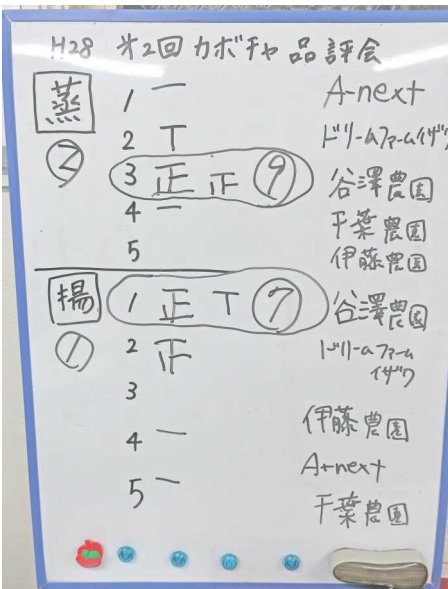 H28 第2回カボチャ品評会
蒸 ②
1 一 A-next
2 T ドリームファームイザワ
3 正 正 ⑨ 谷澤農園
4 一 千葉農園
5 伊藤農園
揚 ①
1 正 T ⑦ 谷澤農園
2 正 ドリームファーム
イザワ
3
4 一 伊藤農園
A+next
5 一 千葉農園